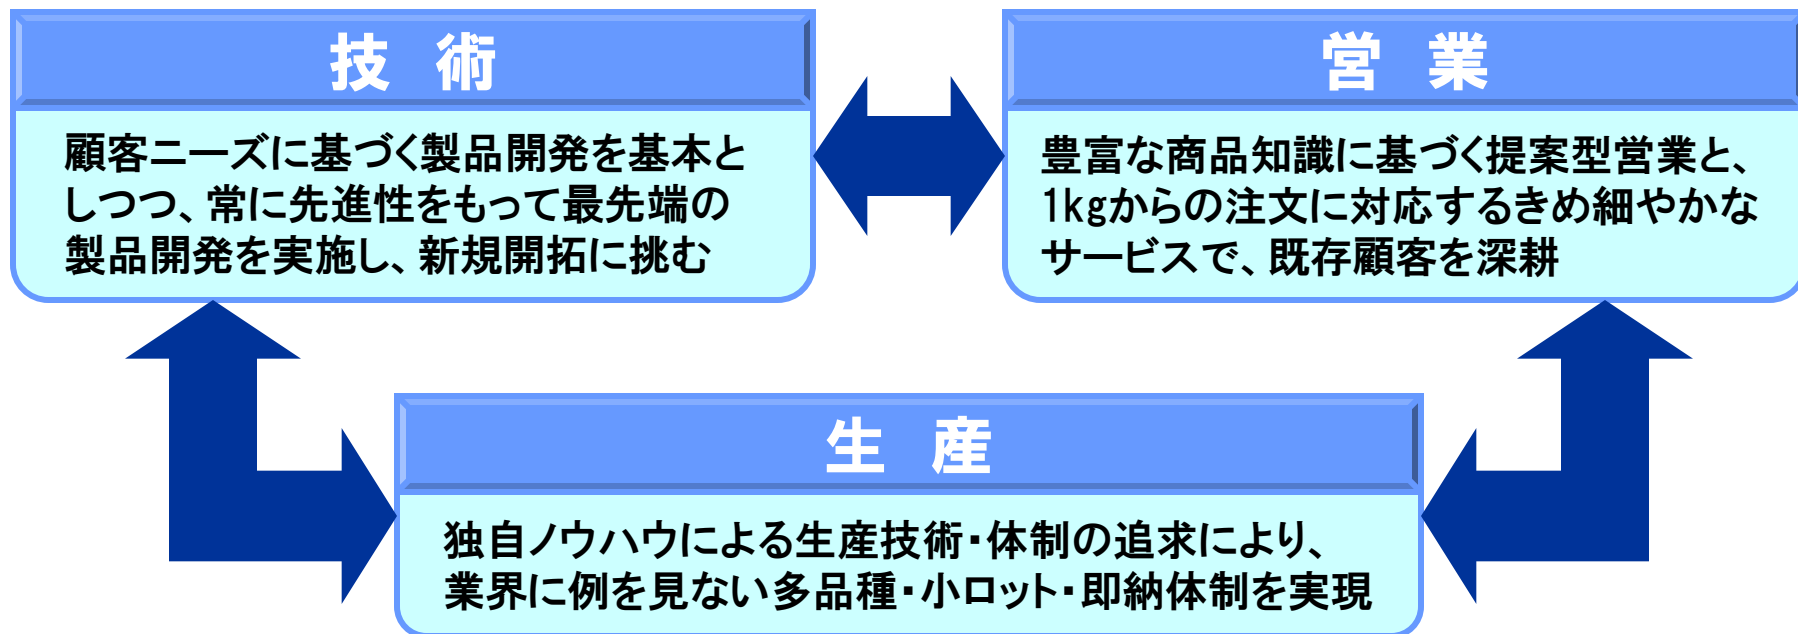 技　術
顧客ニーズに基づく製品開発を基本と
しつつ、常に先進性をもって最先端の
製品開発を実施し、新規開拓に挑む
営　業
豊富な商品知識に基づく提案型営業と、
1kgからの注文に対応するきめ細やかな
サービスで、既存顧客を深耕
生　産
独自ノウハウによる生産技術・体制の追求により、
業界に例を見ない多品種・小ロット・即納体制を実現